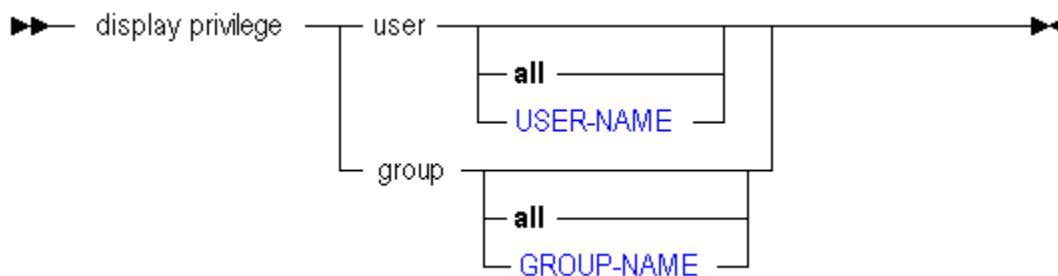 display privilege user
all
USER-NAME
group
all
GROUP-NAME